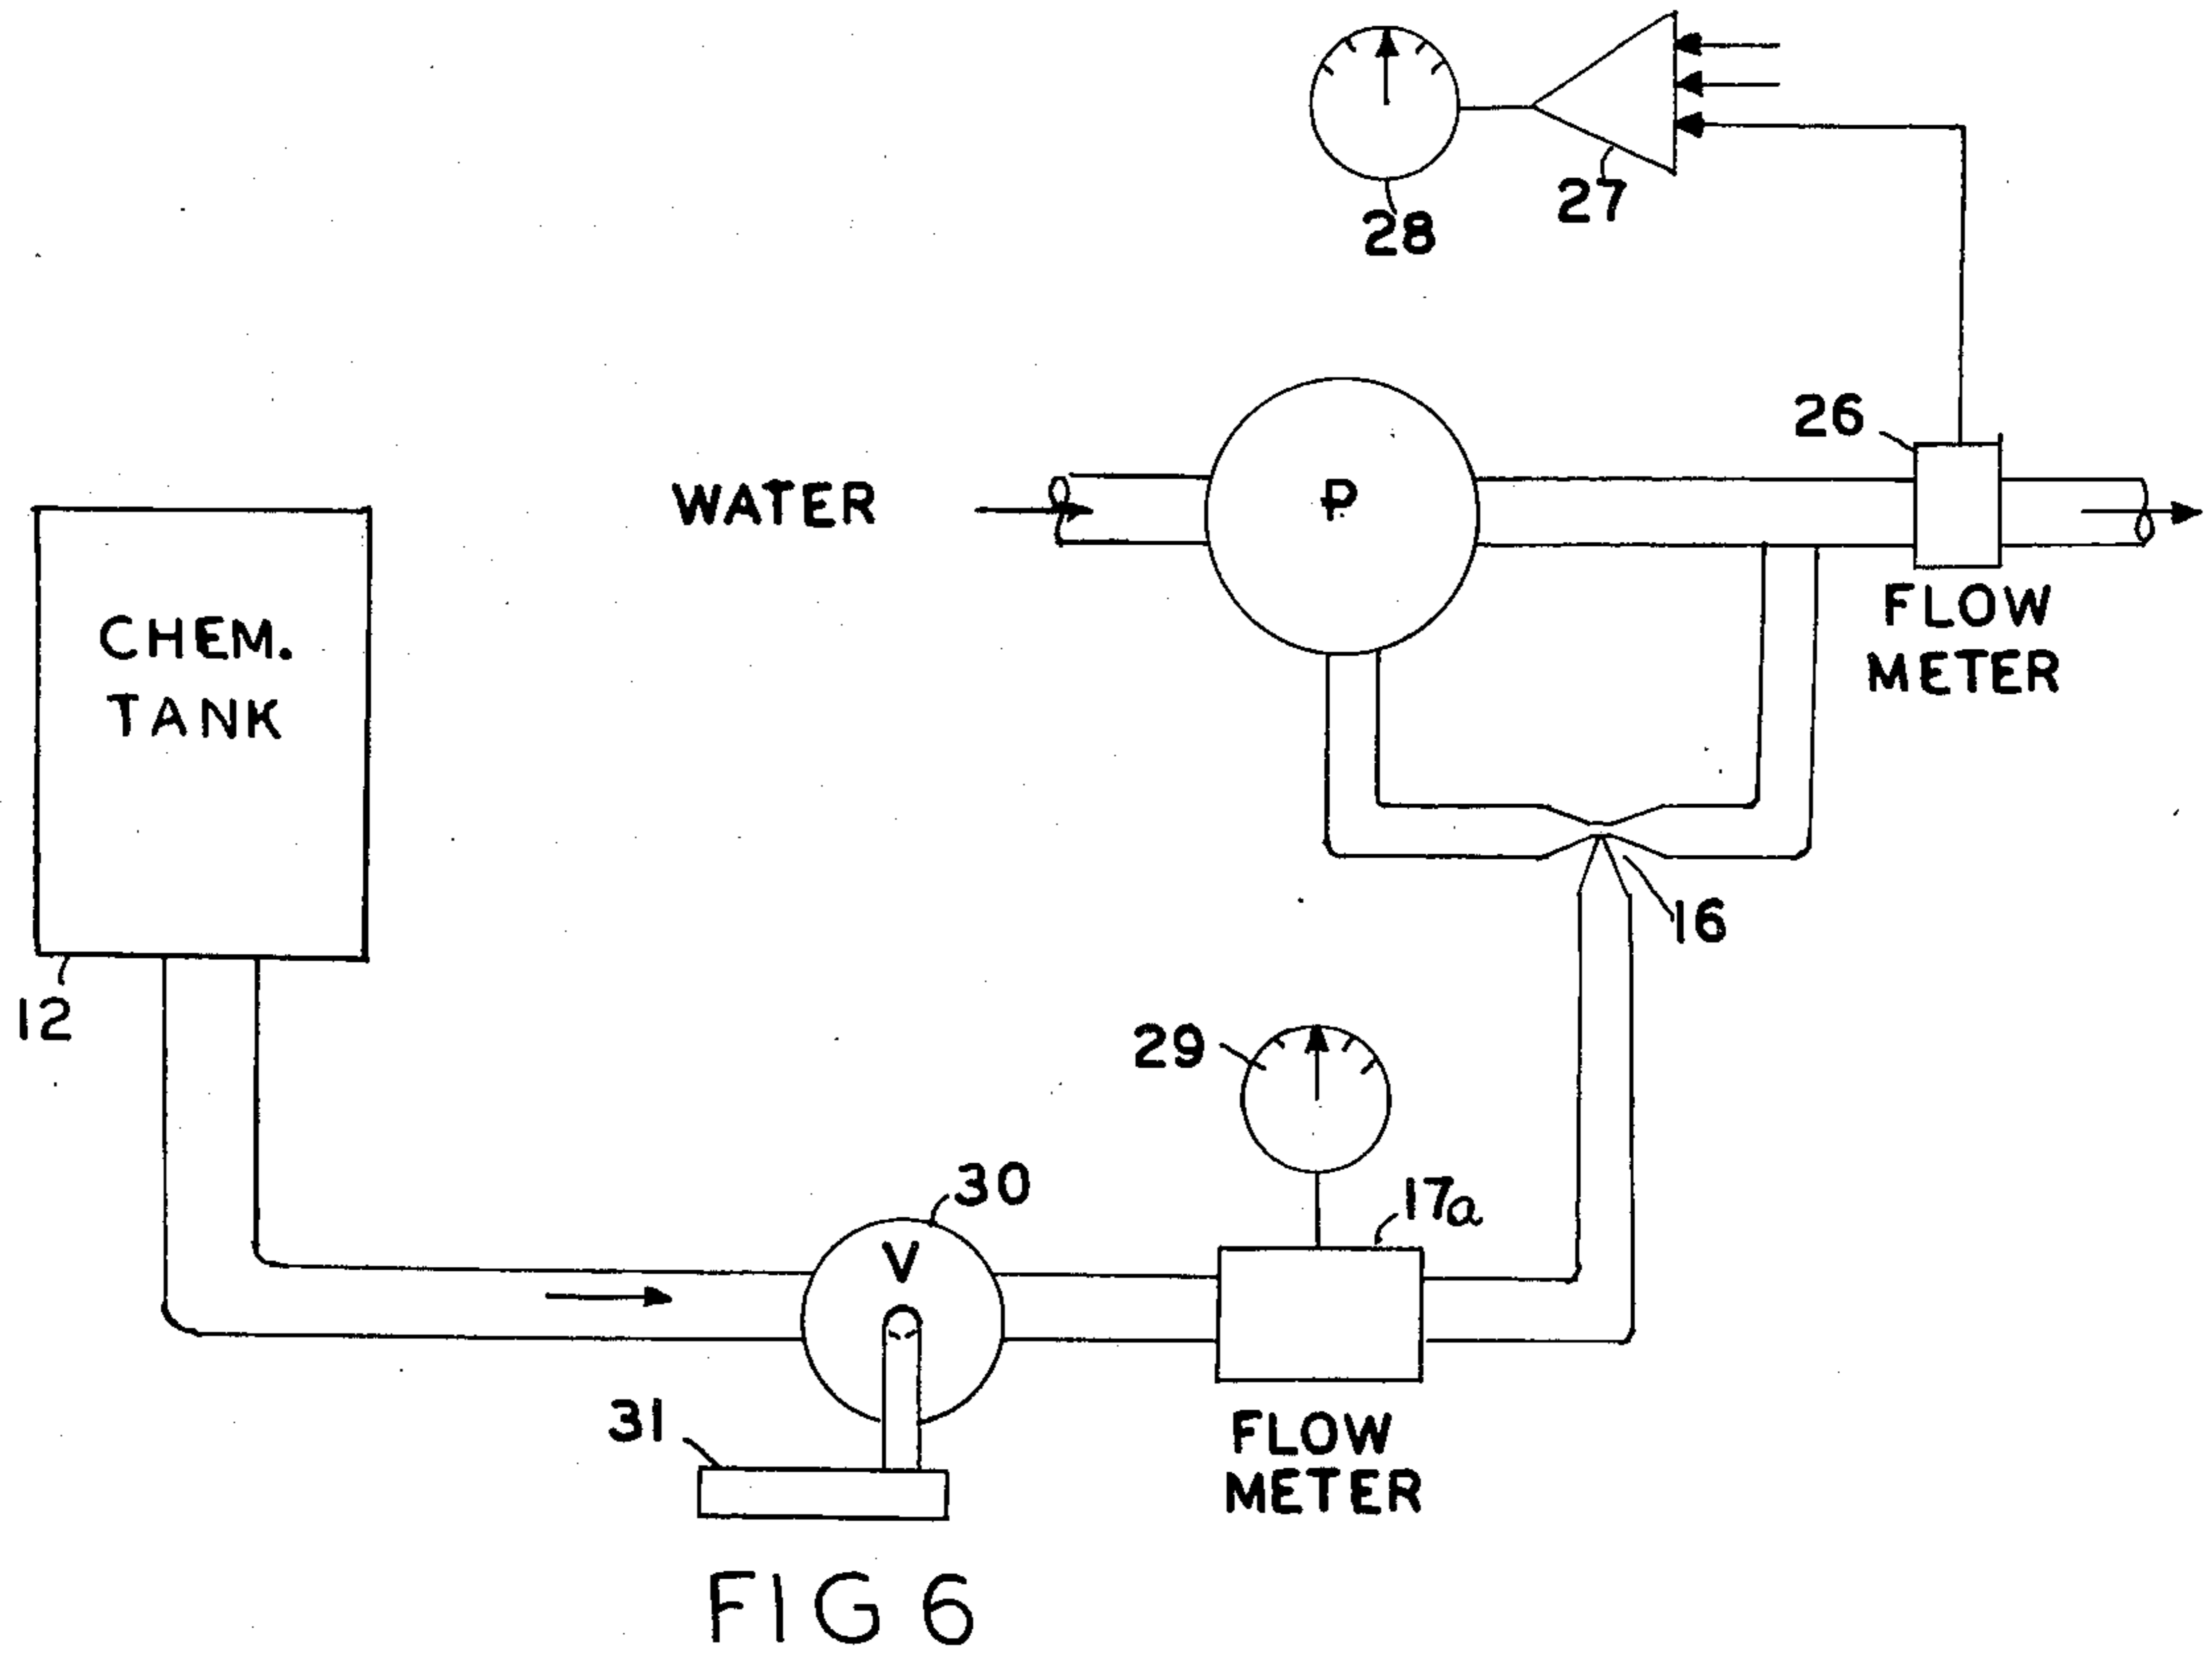 28
27
26
WATER
P
FLOW
METER
CHEM.
TANK
16
12
29
30
17a
V
31
FLOW
METER
FIG 6